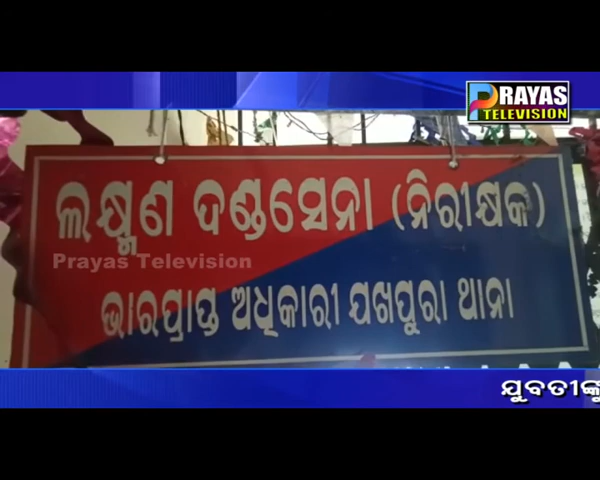 PRAYAS
TELEVISION
ଲକ୍ଷ୍ମଣ ଦଣ୍ଡସେନା (ନିରୀକ୍ଷକ)
Prayas Television
ଭାରପ୍ରାପ୍ତ ଅଧିକାରୀ ଯଖପୁରା ଥାନା
ଯୁବତୀଙ୍କୁ